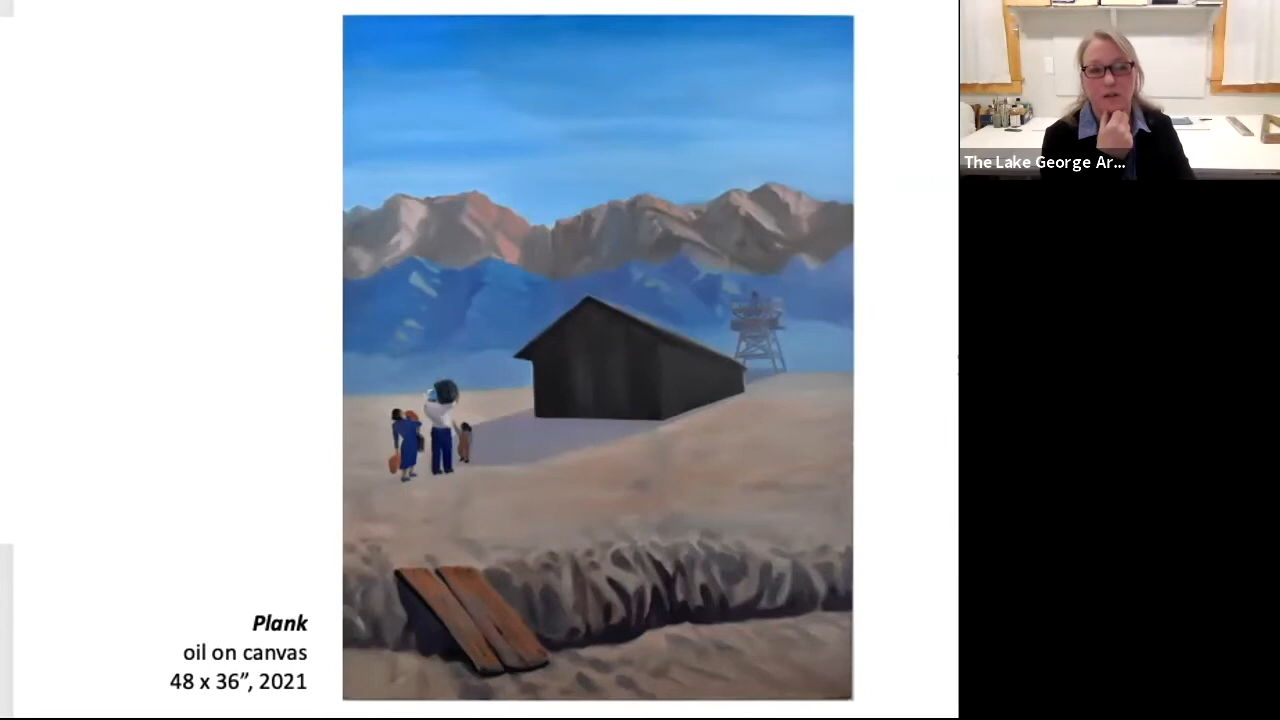 Plank
oil on canvas
48 x 36”, 2021
The Lake George Ar...